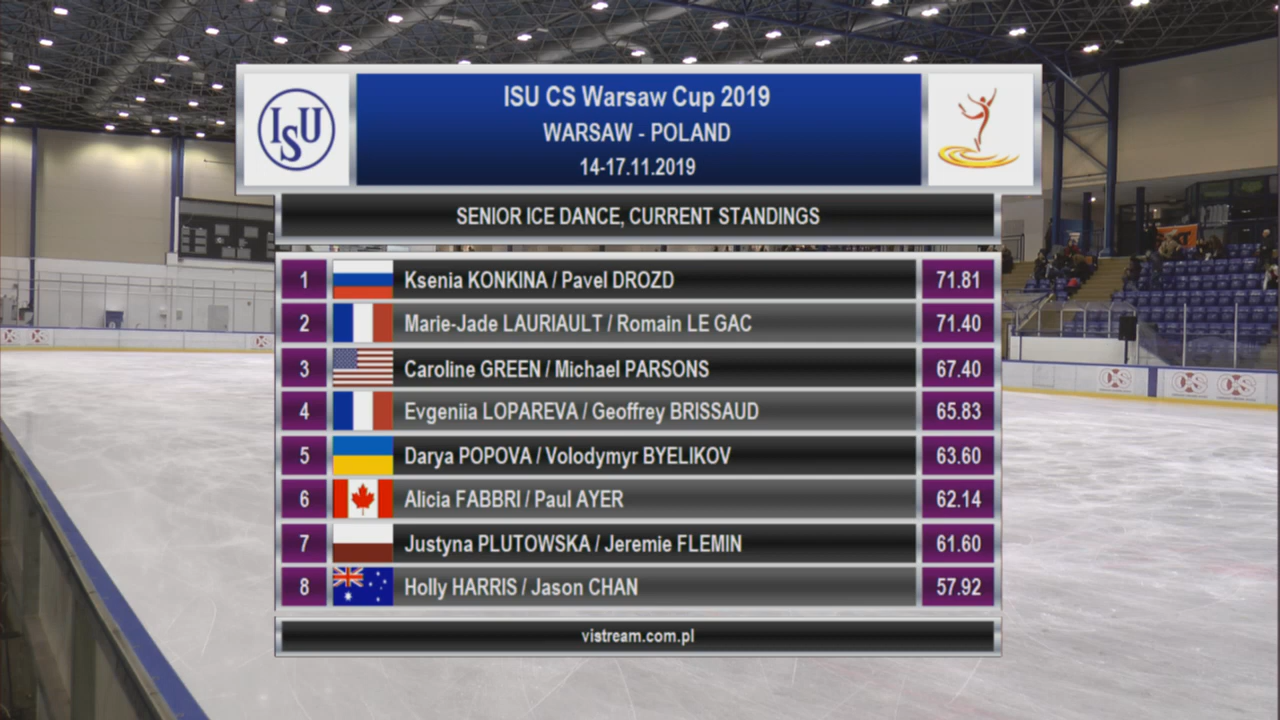 ISU
ISU CS Warsaw Cup 2019
WARSAW - POLAND
14-17.11.2019
SENIOR ICE DANCE, CURRENT STANDINGS
1 Ksenia KONKINA / Pavel DROZD 71.81
2 Marie-Jade LAURIAULT / Romain LE GAC 71.40
3 Caroline GREEN / Michael PARSONS 67.40
4 Evgeniia LOPAREVA / Geoffrey BRISSAUD 65.83
5 Darya POPOVA / Volodymyr BYELIKOV 63.60
6 Alicia FABBRI / Paul AYER 62.14
7 Justyna PLUTOWSKA / Jeremie FLEMIN 61.60
8 Holly HARRIS / Jason CHAN 57.92
vistream.com.pl